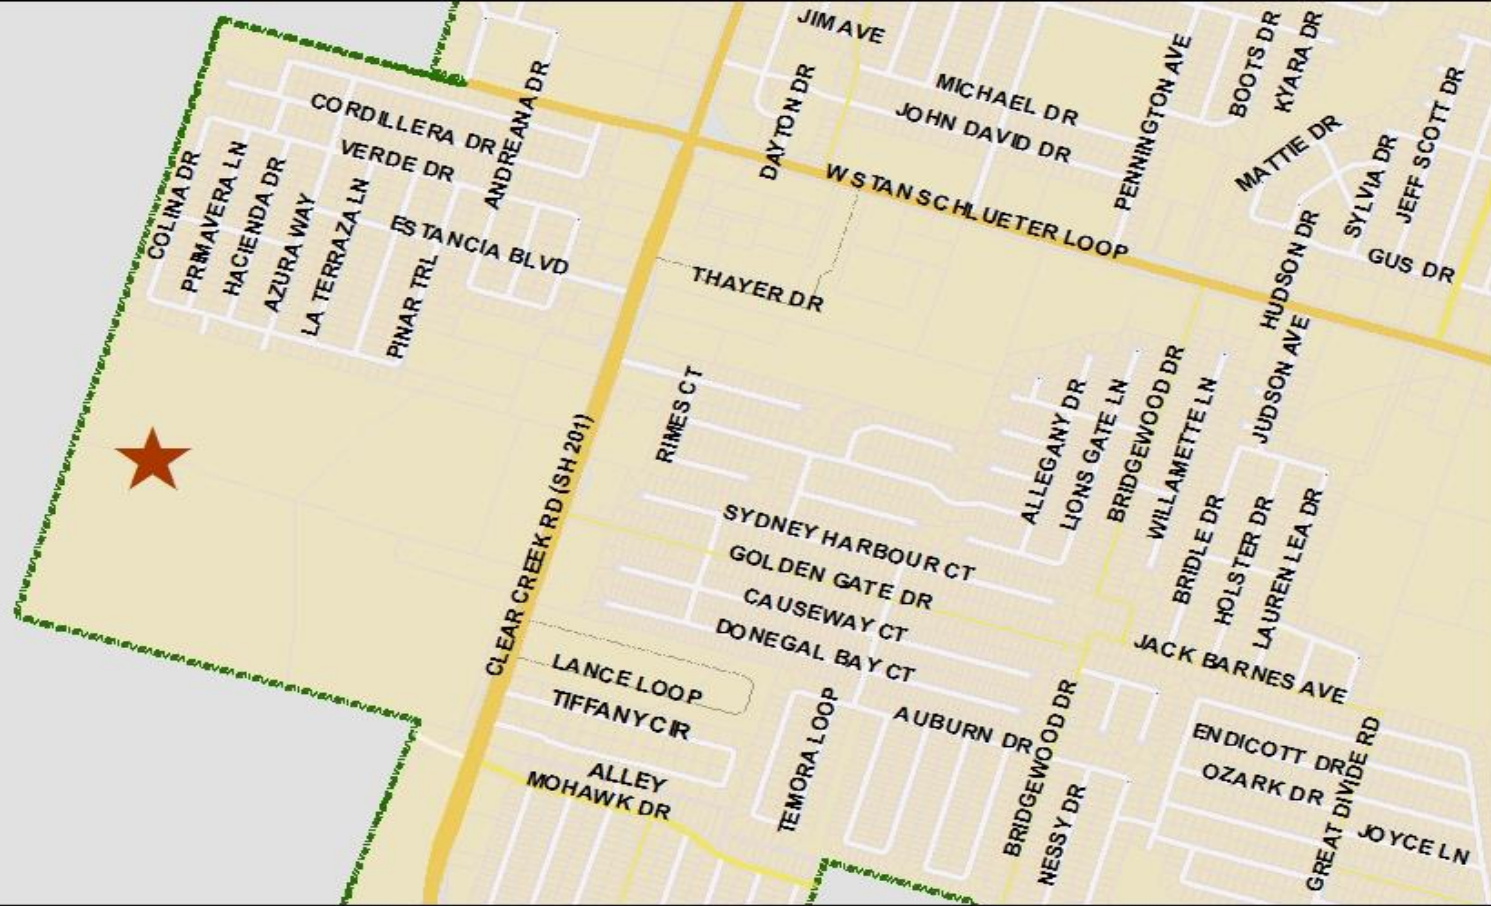 JIM AVE
BOOTS DR
KYARA DR
PENNINGTON AVE
MICHAEL DR
JOHN DAVID DR
DAYTON DR
ANDREANA DR
CORDILLERA DR
VERDE DR
MATTIE DR
SYLVIA DR
JEFF SCOTT DR
COLINA DR
PRIMAVERA LN
HACIENDA DR
AZURA WAY
LA TERRAZA LN
PINAR TRL
ESTANCIA BLVD
W STAN SCHLUETER LOOP
THAYER DR
HUDSON DR
GUS DR
JUDSON AVE
RIMES CT
CLEAR CREEK RD (SH 201)
ALLEGANY DR
LIONS GATE LN
BRIDGEWOOD DR
WILLAMETTE LN
BRIDLE DR
HOLSTER DR
LAUREN LEA DR
SYDNEY HARBOUR CT
GOLDEN GATE DR
CAUSEWAY CT
DONEGAL BAY CT
JACK BARNES AVE
LANCE LOOP
TIFFANY CIR
ALLEY
MOHAWK DR
TEMORA LOOP
AUBURN DR
BRIDGEWOOD DR
NESSY DR
ENDICOTT DR
OZARK DR
GREAT DIVIDE RD
JOYCE LN